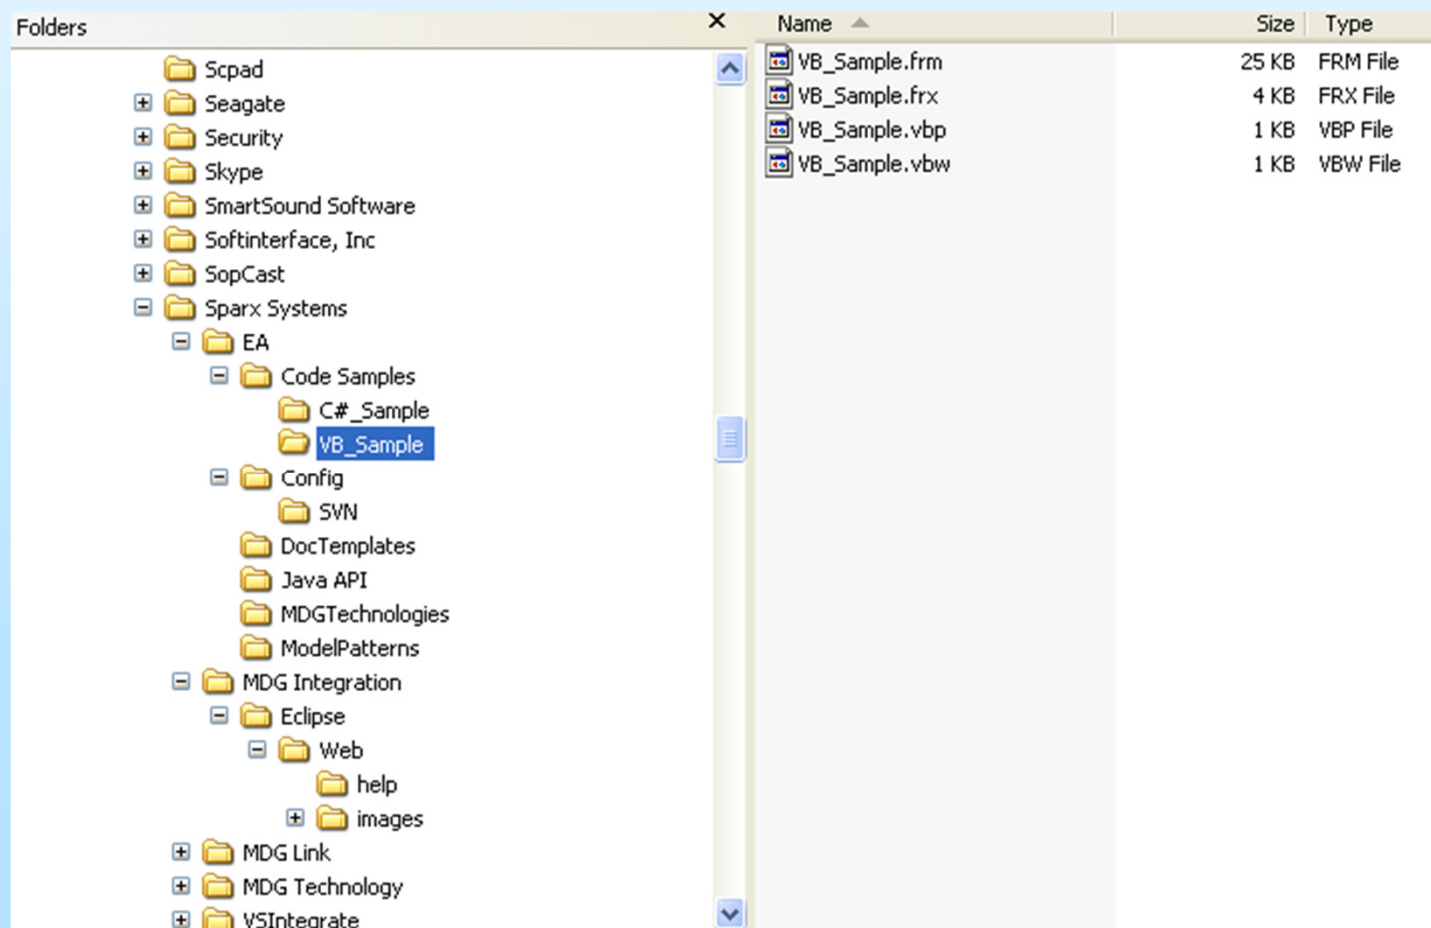 Folders
Scpad
Seagate
Security
Skype
SmartSound Software
Softinterface, Inc
SopCast
Sparx Systems
EA
Code Samples
C#_Sample
VB_Sample
Config
SVN
DocTemplates
Java API
MDGTechnologies
ModelPatterns
MDG Integration
Eclipse
Web
help
images
MDG Link
MDG Technology
VSIntegrate
Name Size Type
VB_Sample.frm 25 KB FRM File
VB_Sample.frx 4 KB FRX File
VB_Sample.vbp 1 KB VBP File
VB_Sample.vbw 1 KB VBW File